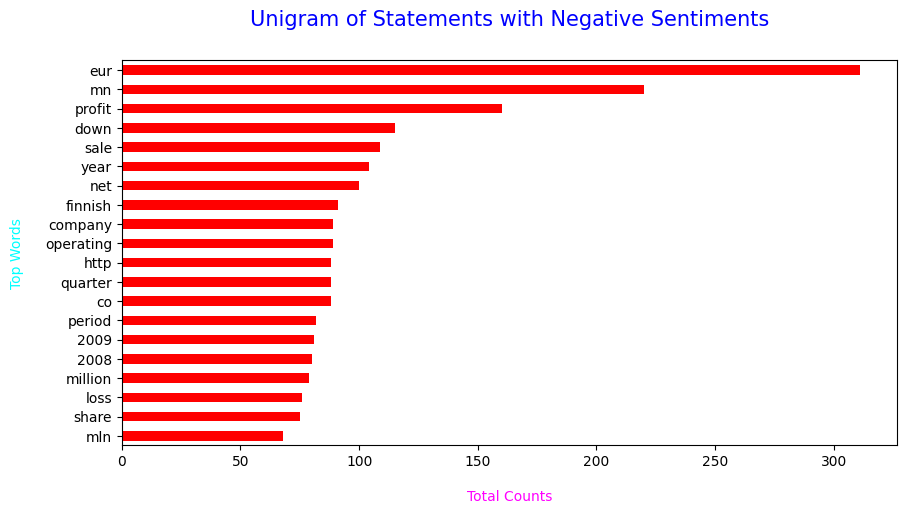 Unigram of Statements with Negative Sentiments
Top Words
eur
mn
profit
down
sale
year
net
finnish
company
operating
http
quarter
co
period
2009
2008
million
loss
share
mln
0 50 100 150 200 250 300
Total Counts